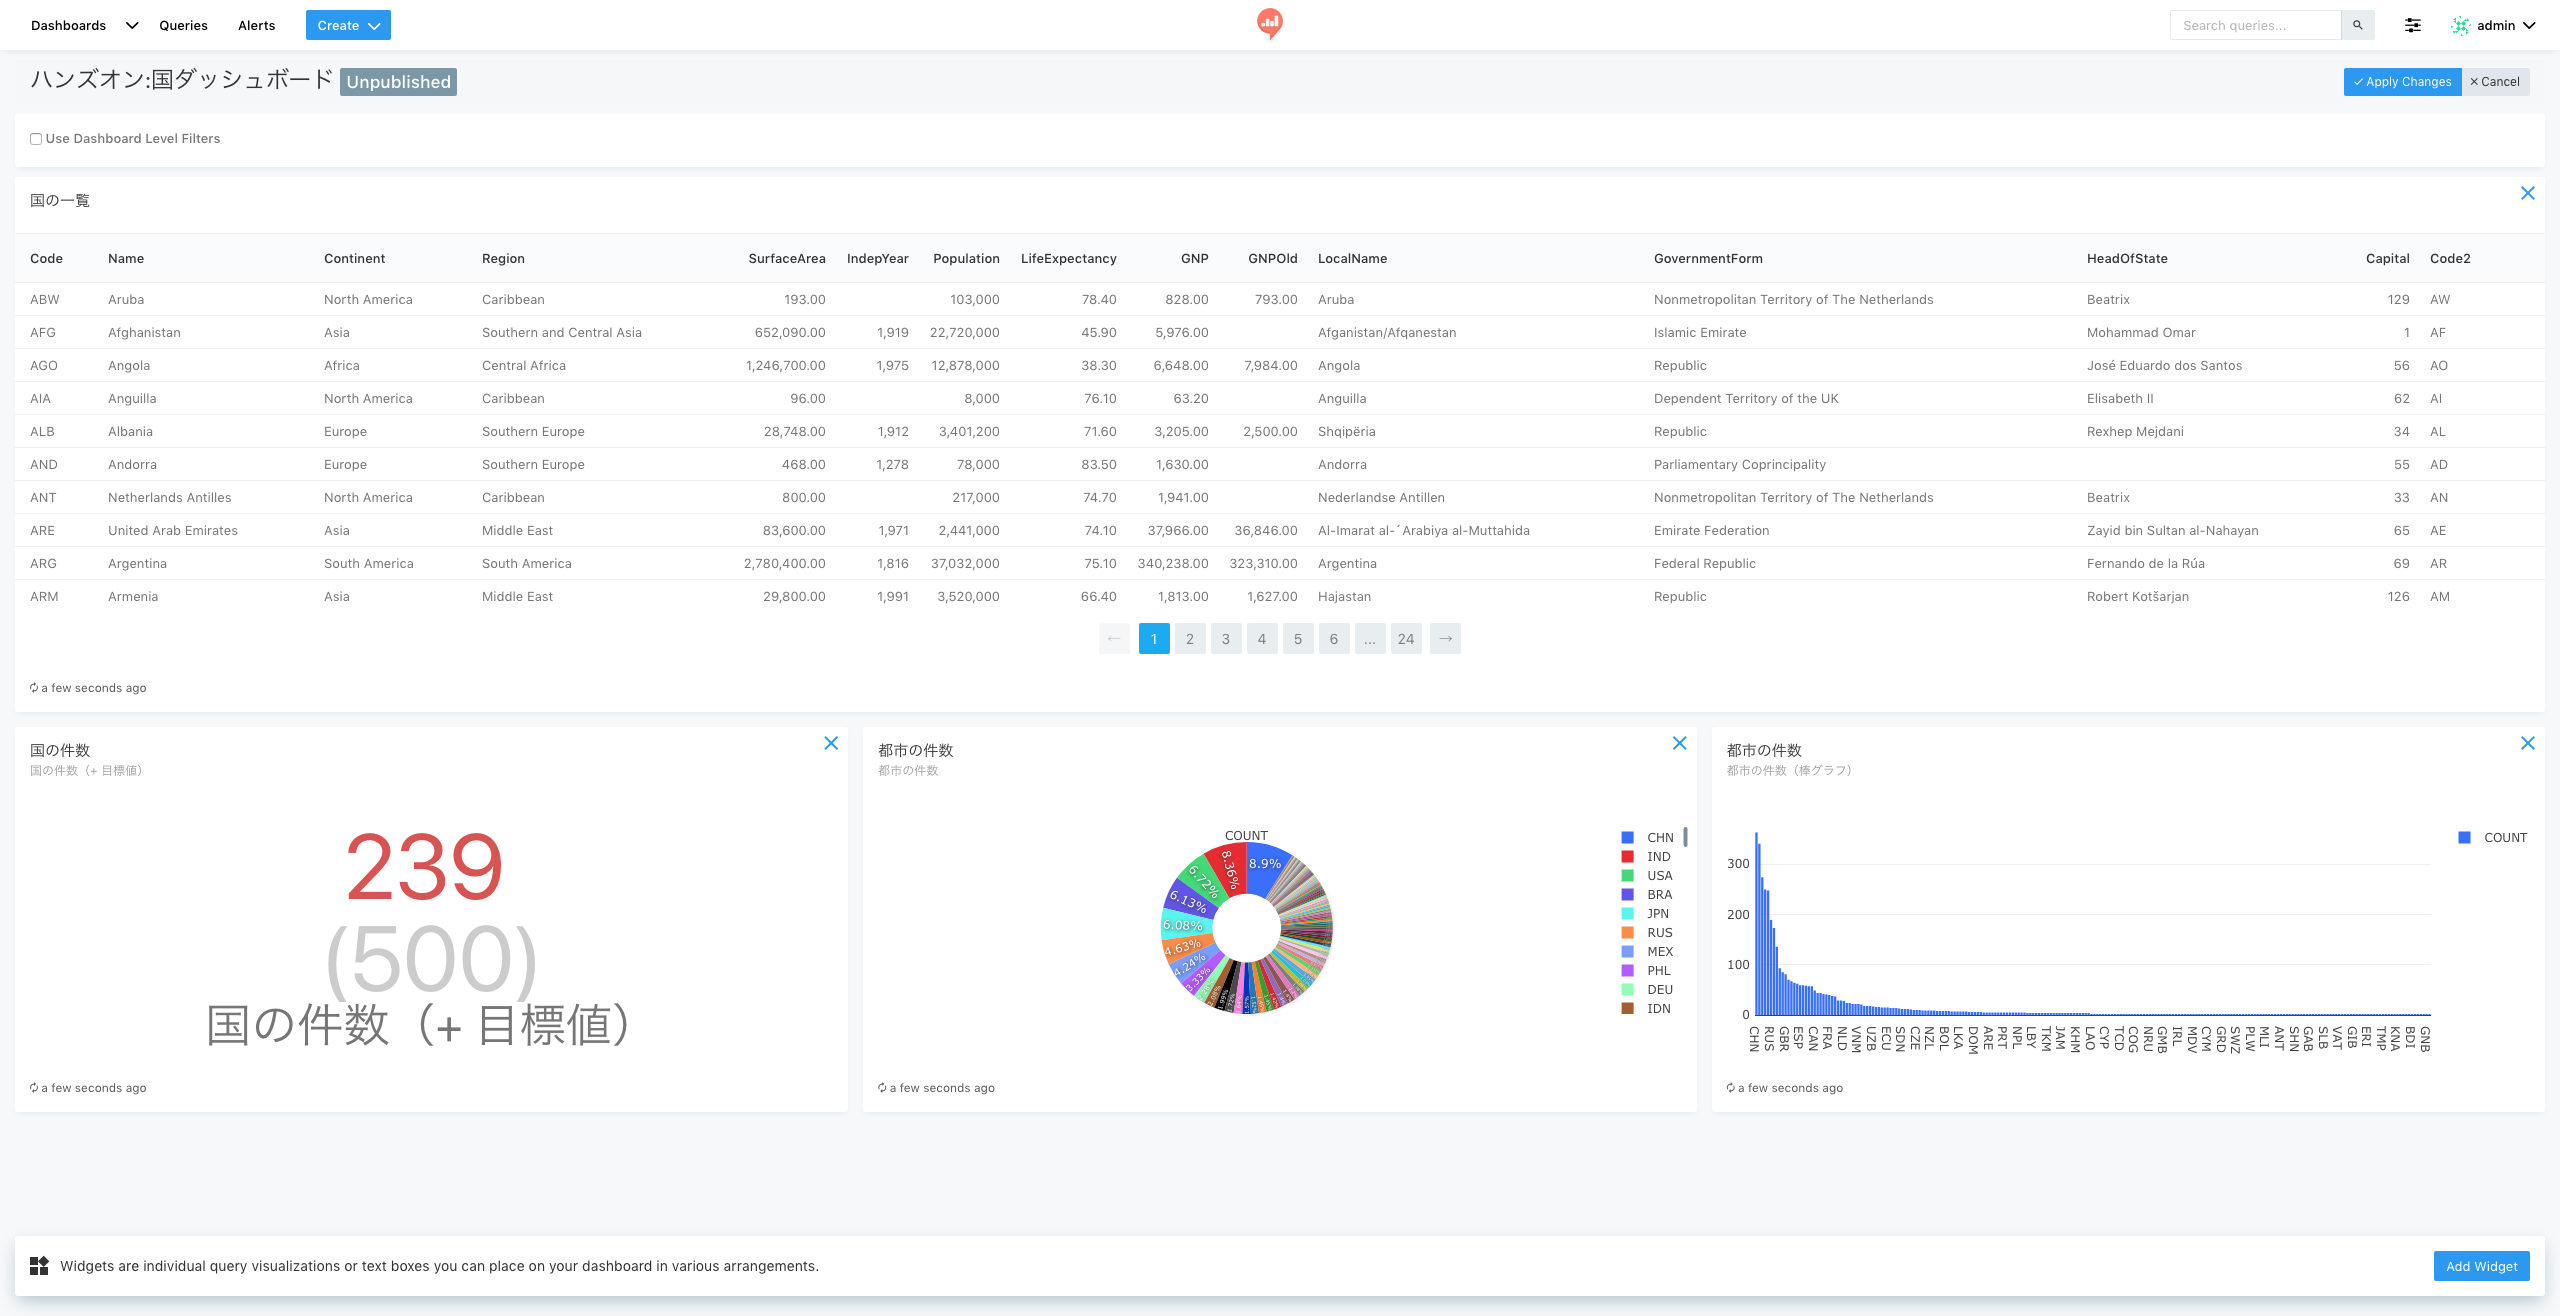 Dashboards Queries Alerts Create Search queries... admin
ハンズオン:国ダッシュボード Unpublished Apply Changes Cancel
Use Dashboard Level Filters
国の一覧
Code Name Continent Region SurfaceArea IndepYear Population LifeExpectancy GNP GNPOld LocalName GovernmentForm HeadOfState Capital Code2
ABW Aruba North America Caribbean 193.00 103,000 78.40 828.00 793.00 Aruba Nonmetropolitan Territory of The Netherlands Beatrix 129 AW
AFG Afghanistan Asia Southern and Central Asia 652,090.00 1,919 22,720,000 45.90 5,976.00 Afganistan/Afqanestan Islamic Emirate Mohammad Omar 1 AF
AGO Angola Africa Central Africa 1,246,700.00 1,975 12,878,000 38.30 6,648.00 7,984.00 Angola Republic José Eduardo dos Santos 56 AO
AIA Anguilla North America Caribbean 96.00 8,000 76.10 63.20 Anguilla Dependent Territory of the UK Elisabeth II 62 AI
ALB Albania Europe Southern Europe 28,748.00 1,912 3,401,200 71.60 3,205.00 2,500.00 Shqipëria Republic Rexhep Mejdani 34 AL
AND Andorra Europe Southern Europe 468.00 1,278 78,000 83.50 1,630.00 Andorra Parliamentary Coprincipality 55 AD
ANT Netherlands Antilles North America Caribbean 800.00 217,000 74.70 1,941.00 Nederlandse Antillen Nonmetropolitan Territory of The Netherlands Beatrix 33 AN
ARE United Arab Emirates Asia Middle East 83,600.00 1,971 2,441,000 74.10 37,966.00 36,846.00 Al-Imarat al-´Arabiya al-Muttahida Emirate Federation Zayid bin Sultan al-Nahayan 65 AE
ARG Argentina South America South America 2,780,400.00 1,816 37,032,000 75.10 340,238.00 323,310.00 Argentina Federal Republic Fernando de la Rúa 69 AR
ARM Armenia Asia Middle East 29,800.00 1,991 3,520,000 66.40 1,813.00 1,627.00 Hajastan Republic Robert Kotšarjan 126 AM
← 1 2 3 4 5 6 ... 24 →
a few seconds ago
国の件数
国の件数（+ 目標値）
239
(500)
国の件数（+ 目標値）
a few seconds ago
都市の件数
都市の件数
COUNT
8.9%
8.36%
6.72%
6.13%
6.08%
4.63%
4.24%
3.33%
CHN
IND
USA
BRA
JPN
RUS
MEX
PHL
DEU
IDN
a few seconds ago
都市の件数
都市の件数（棒グラフ）
COUNT
300
200
100
0
CHN RUS GBR ESP CAN FRA NLD VNM UZB ECU SDN CZE NZL BOL LKA DOM ARE PRT NPL LBY TKM JAM KHM LAO CYP TCD COG NRU GMB IRL MDV CYM GRD SWZ PLW MLI ANT SHN GAB SLB VAT GIB ERI TMP KNA BDI GNB
a few seconds ago
Widgets are individual query visualizations or text boxes you can place on your dashboard in various arrangements. Add Widget